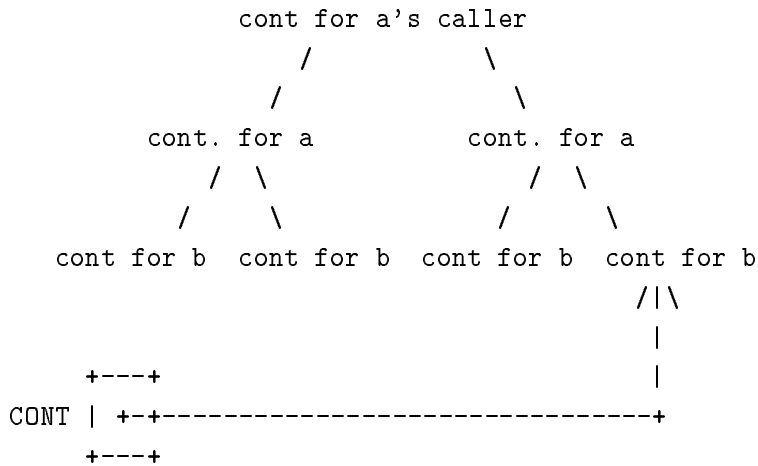 cont for a's caller
cont. for a cont. for a
cont for b cont for b cont for b cont for b
CONT